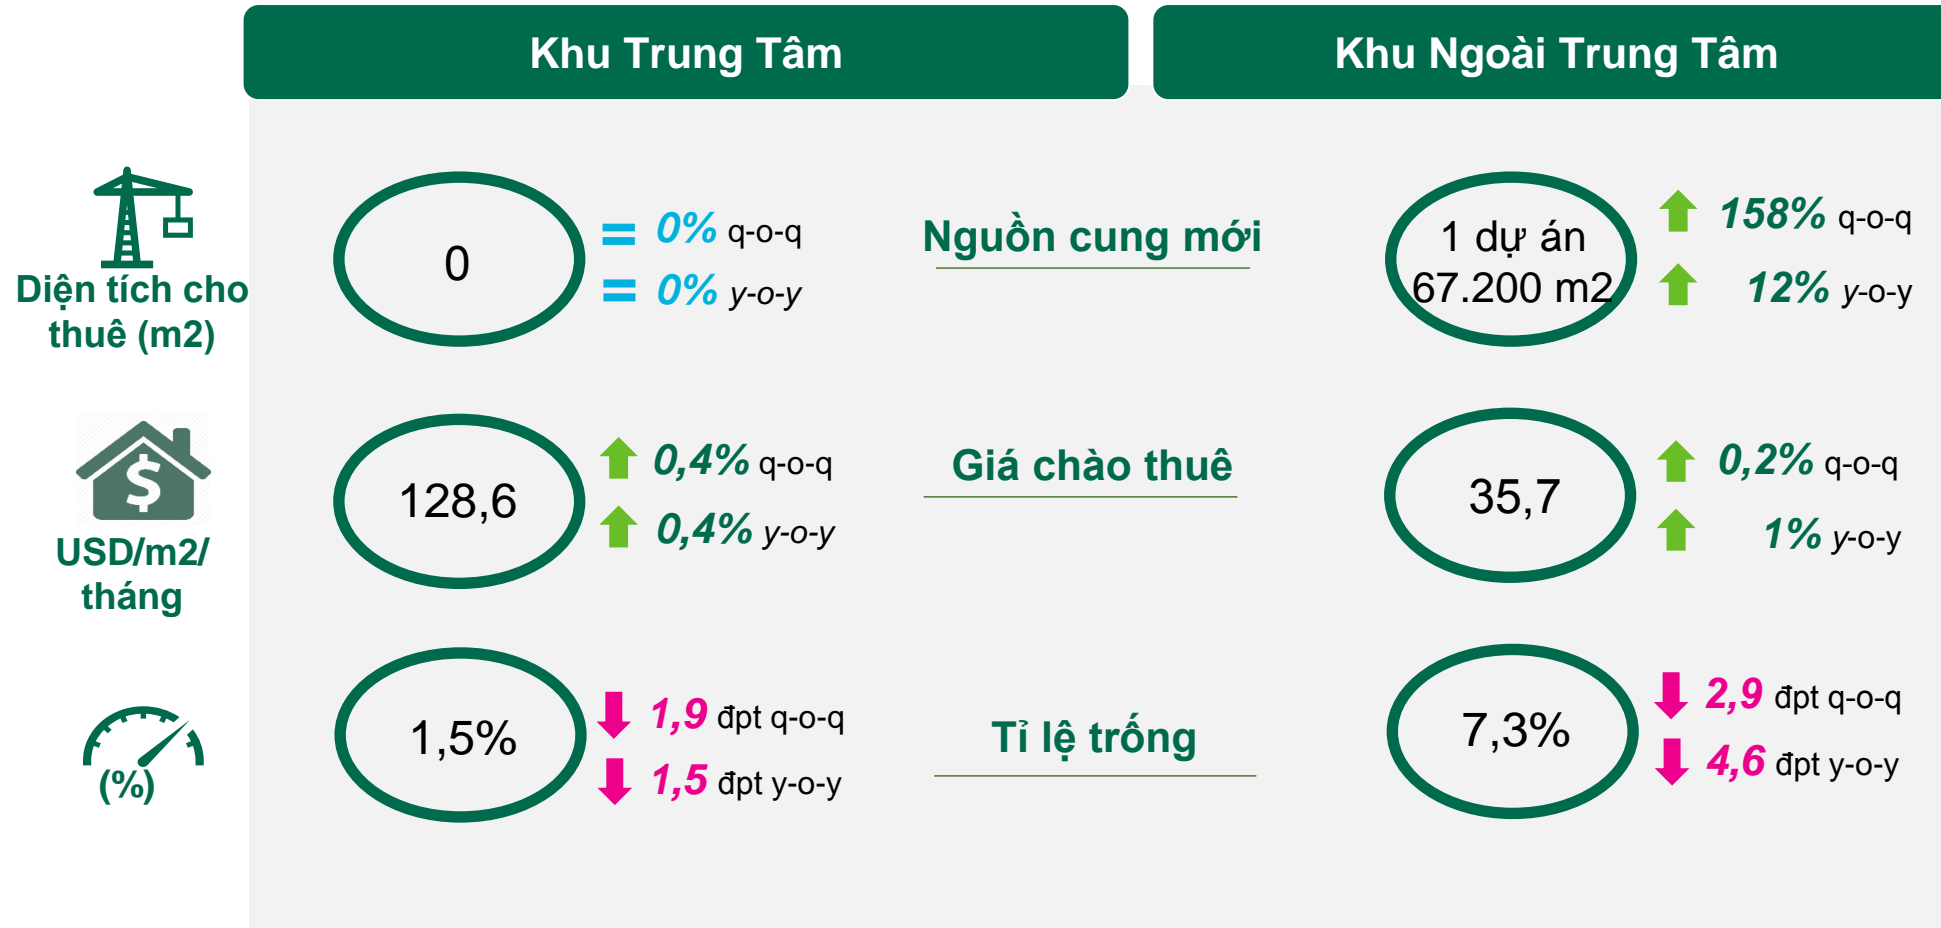 Khu Trung Tâm
Khu Ngoài Trung Tâm
Diện tích cho
thuê (m2)
0
= 0% q-o-q
= 0% y-o-y
Nguồn cung mới
1 dự án
67.200 m2
158% q-o-q
12% y-o-y
$
USD/m2/
tháng
128,6
0,4% q-o-q
0,4% y-o-y
Giá chào thuê
35,7
0,2% q-o-q
1% y-o-y
(%)
1,5%
1,9 đpt q-o-q
1,5 đpt y-o-y
Tỉ lệ trống
7,3%
2,9 đpt q-o-q
4,6 đpt y-o-y